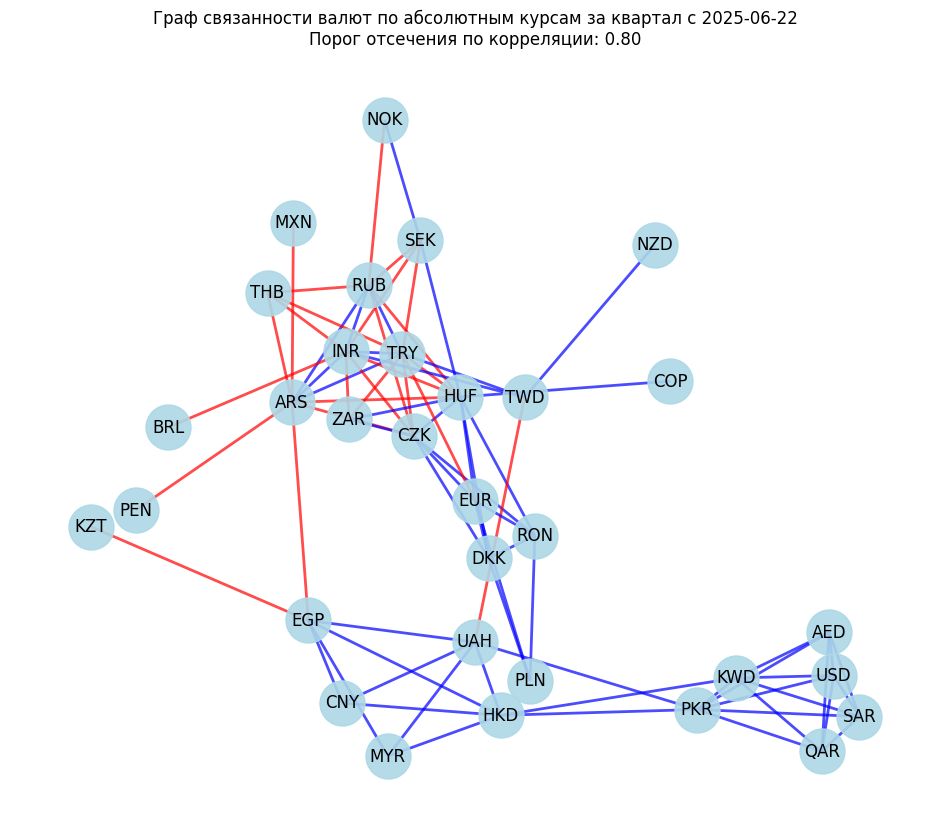 Граф связанности валют по абсолютным курсам за квартал с 2025-06-22
Порог отсечения по корреляции: 0.80
NOK
MXN
SEK
NZD
THB
RUB
INR
TRY
COP
ARS
HUF
TWD
BRL
ZAR
CZK
EUR
PEN
KZT
RON
DKK
EGP
UAH
AED
PLN
KWD
USD
CNY
HKD
PKR
SAR
MYR
QAR